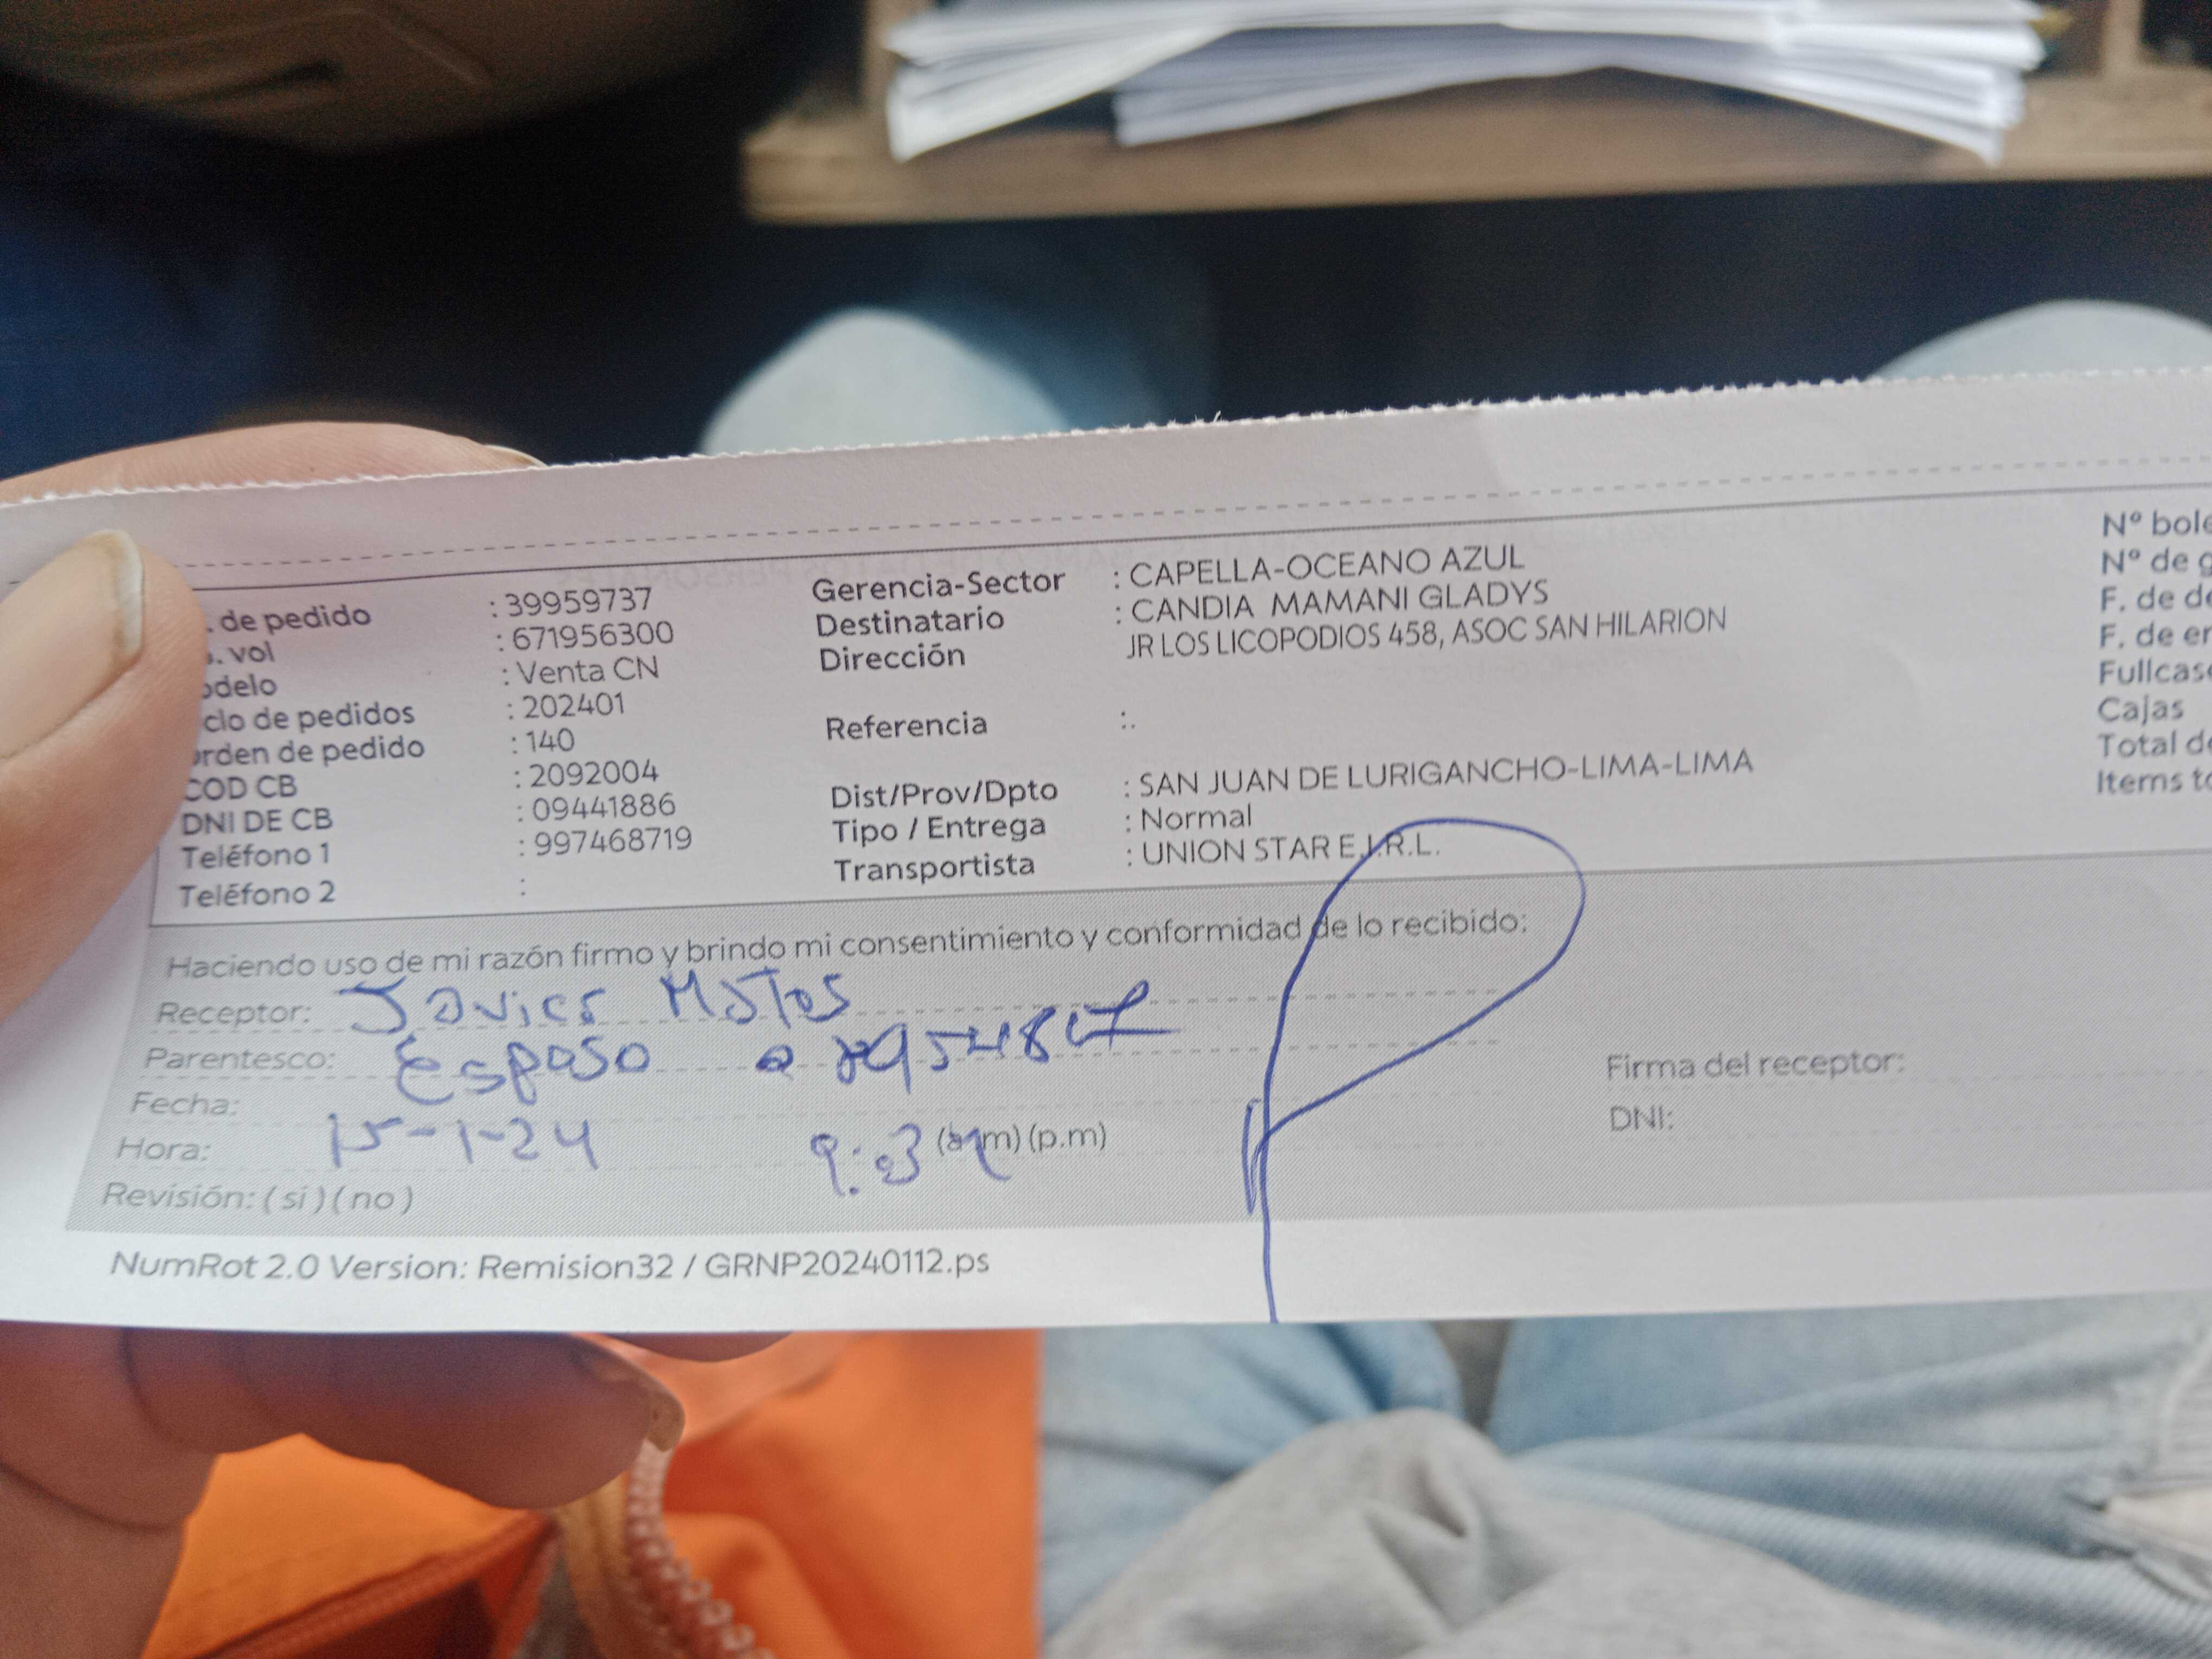 . de pedido : 39959737
. vol : 671956300
odelo : Venta CN
clo de pedidos : 202401
rden de pedido : 140
COD CB : 2092004
DNI DE CB : 09441886
Teléfono 1 : 997468719
Teléfono 2 :
Gerencia-Sector : CAPELLA-OCEANO AZUL
Destinatario : CANDIA MAMANI GLADYS
Dirección JR LOS LICOPODIOS 458, ASOC SAN HILARION
Referencia :.
Dist/Prov/Dpto : SAN JUAN DE LURIGANCHO-LIMA-LIMA
Tipo / Entrega : Normal
Transportista : UNION STAR E.I.R.L.
Nº bole
Nº de g
F. de de
F. de en
Fullcase
Cajas
Total de
Items to
Haciendo uso de mi razón firmo y brindo mi consentimiento y conformidad de lo recibido:
Receptor: Javier Matos
Parentesco: Esposo
Fecha: 15-1-24
Hora: (a.m) (p.m)
Revisión: ( si ) ( no )
Firma del receptor:
DNI:
NumRot 2.0 Version: Remision32 / GRNP20240112.ps